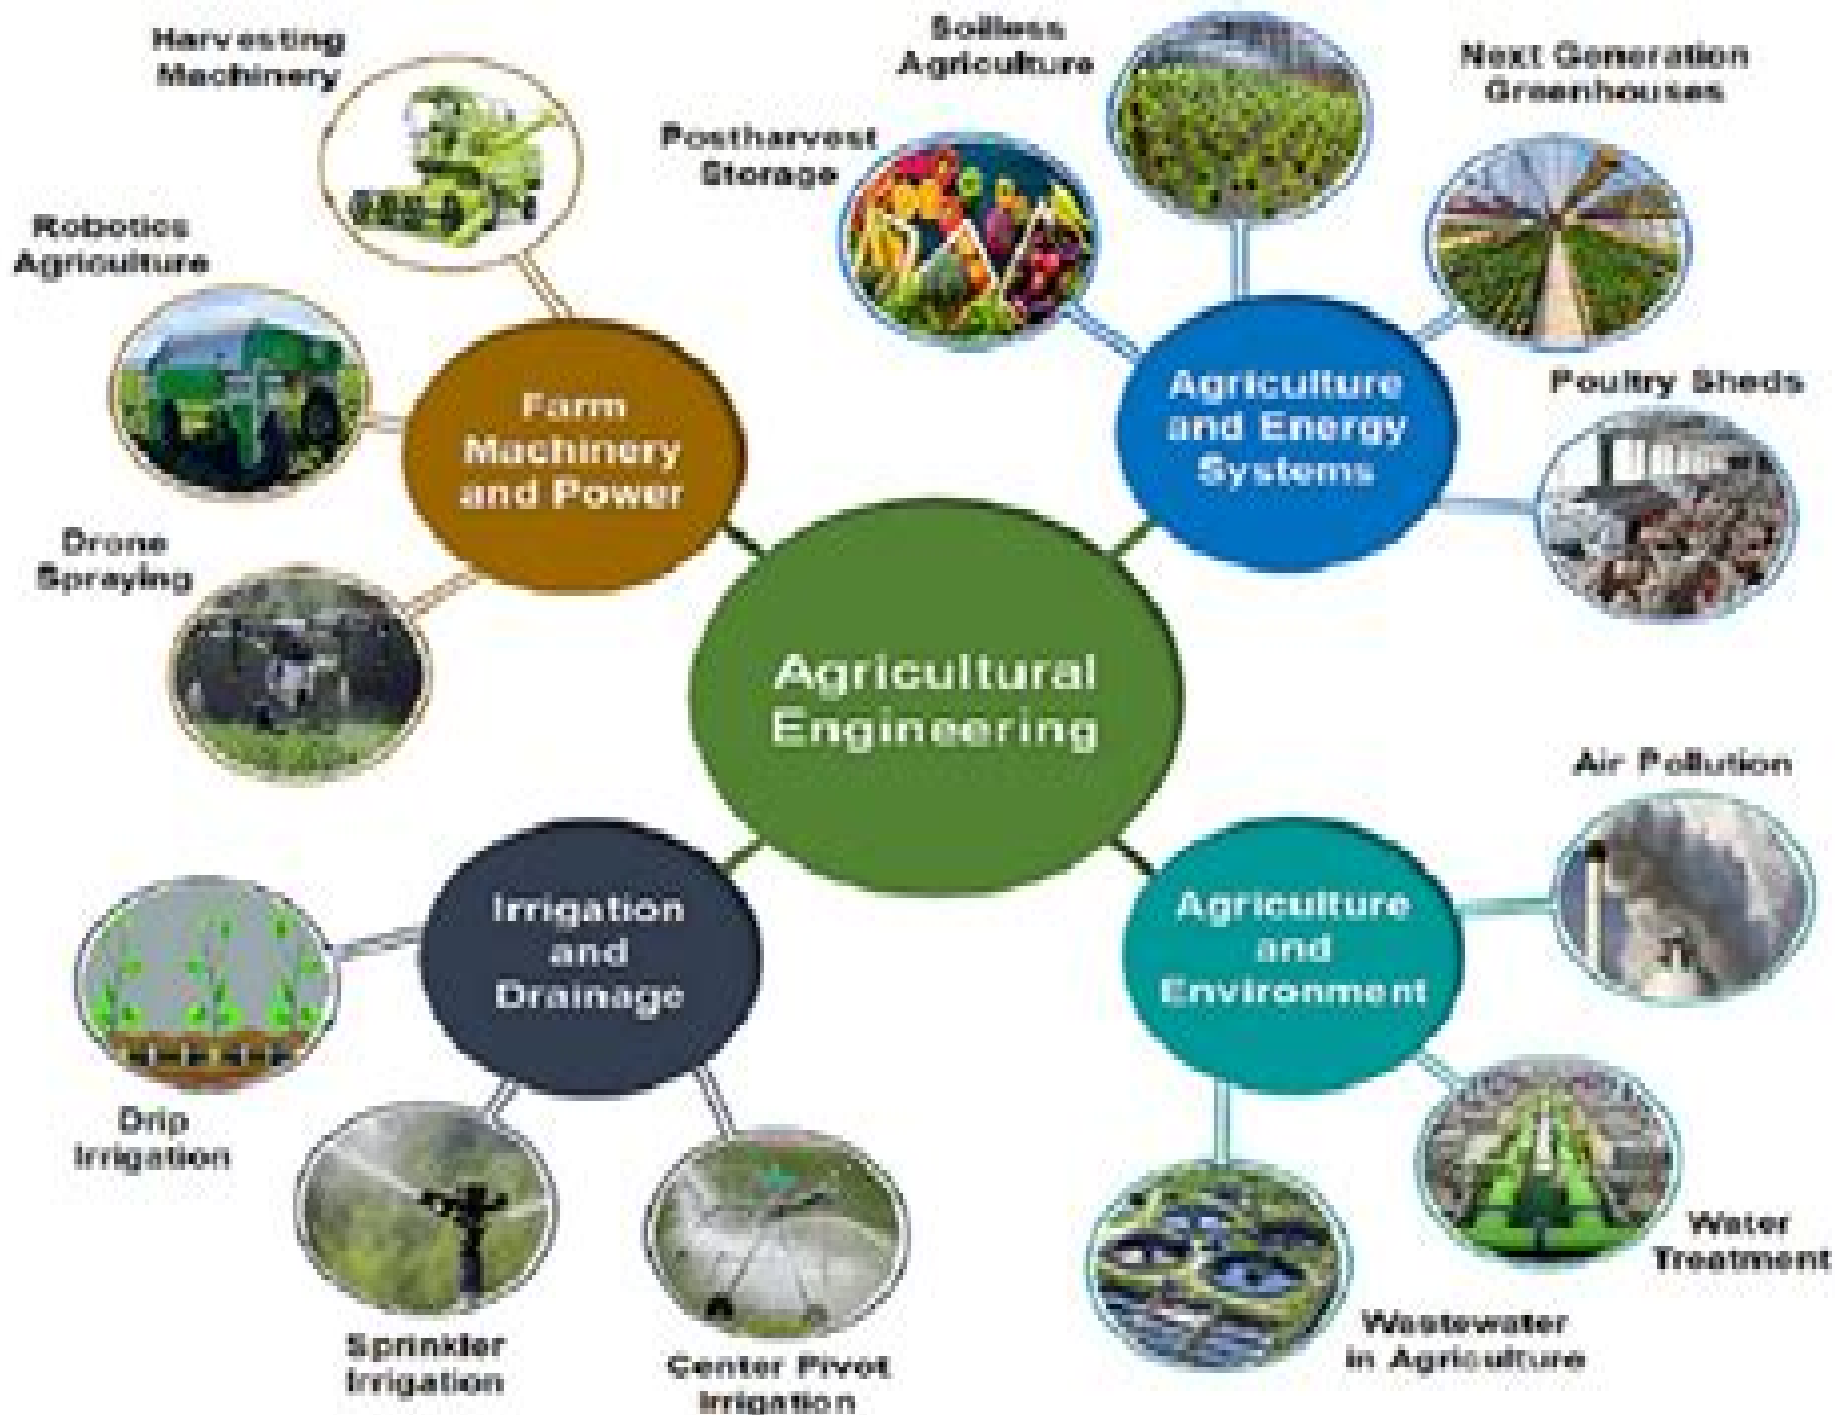 Harvesting
Machinery
Robotics
Agriculture
Drone
Spraying
Farm
Machinery
and Power
Soilless
Agriculture
Postharvest
Storage
Next Generation
Greenhouses
Poultry Sheds
Agriculture
and Energy
Systems
Agricultural
Engineering
Irrigation
and
Drainage
Drip
Irrigation
Sprinkler
Irrigation
Center Pivot
Irrigation
Agriculture
and
Environment
Air Pollution
Water
Treatment
Wastewater
in Agriculture